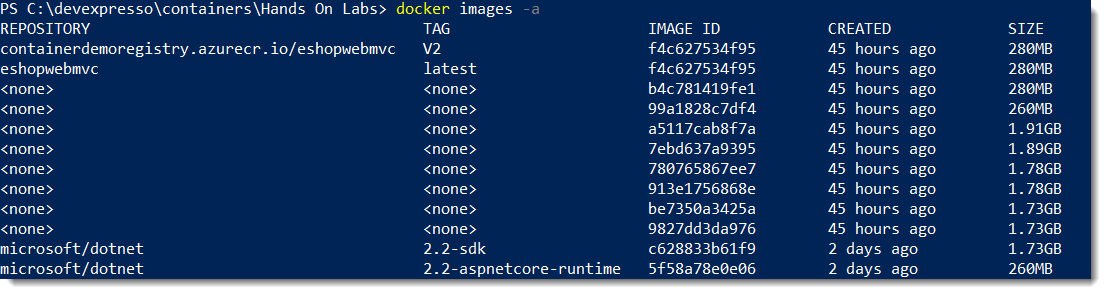 PS C:\devexpresso\containers\Hands On Labs> docker images -a
REPOSITORY TAG IMAGE ID CREATED SIZE
containerdemoregistry.azurecr.io/eshopwebmvc V2 f4c627534f95 45 hours ago 280MB
eshopwebmvc latest f4c627534f95 45 hours ago 280MB
<none> <none> b4c781419fe1 45 hours ago 280MB
<none> <none> 99a1828c7df4 45 hours ago 260MB
<none> <none> a5117cab8f7a 45 hours ago 1.91GB
<none> <none> 7ebd637a9395 45 hours ago 1.89GB
<none> <none> 780765867ee7 45 hours ago 1.78GB
<none> <none> 913e1756868e 45 hours ago 1.78GB
<none> <none> be7350a3425a 45 hours ago 1.73GB
<none> <none> 9827dd3da976 45 hours ago 1.73GB
microsoft/dotnet 2.2-sdk c628833b61f9 2 days ago 1.73GB
microsoft/dotnet 2.2-aspnetcore-runtime 5f58a78e0e06 2 days ago 260MB